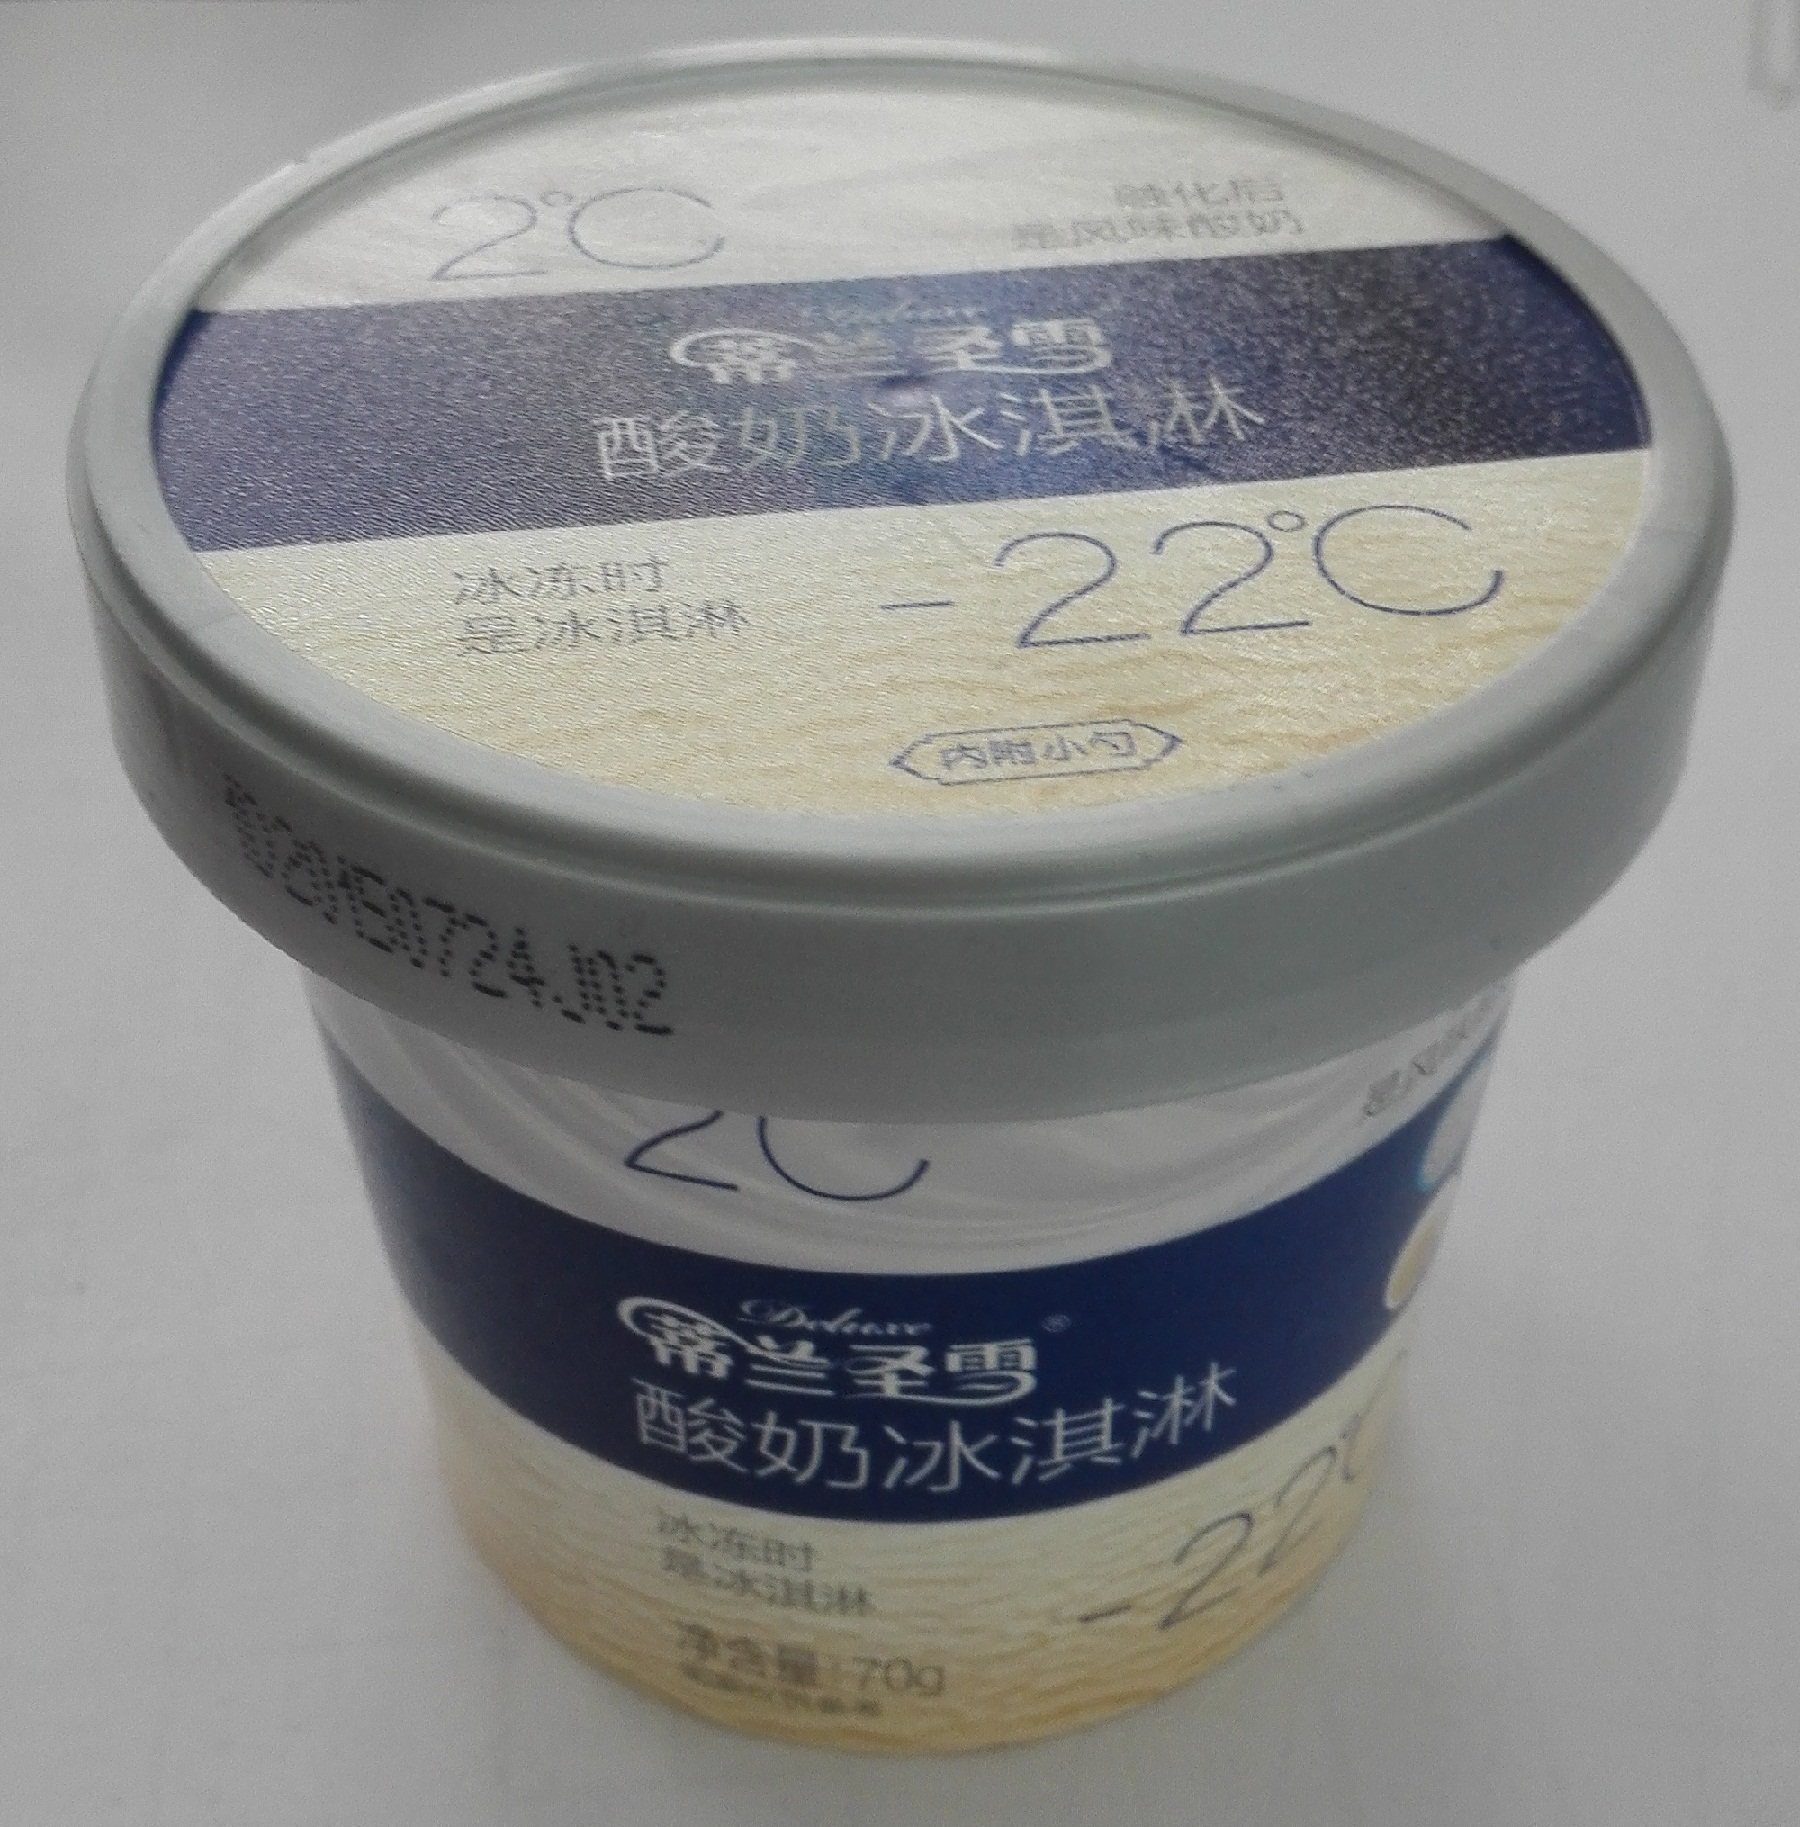 2℃
融化后
是风味酸奶
Deluxe
蒂兰圣雪
酸奶冰淇淋
冰冻时
是冰淇淋
-22℃
内附小勺
2℃
Deluxe
蒂兰圣雪®
酸奶冰淇淋
冰冻时
是冰淇淋
-22℃
净含量:70g